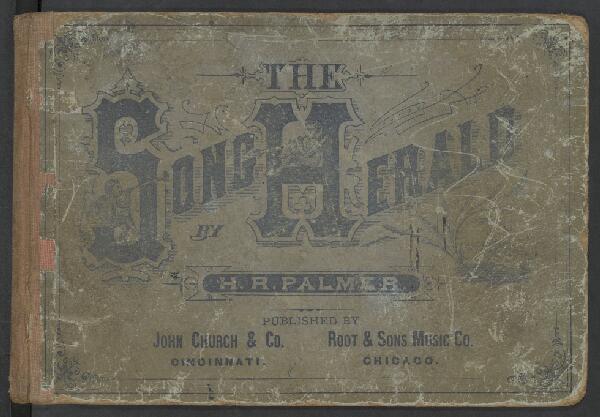 THE
SONG HERALD
BY
H. R. PALMER.
PUBLISHED BY
JOHN CHURCH & CO. ROOT & SONS MUSIC CO.
CINCINNATI. CHICAGO.